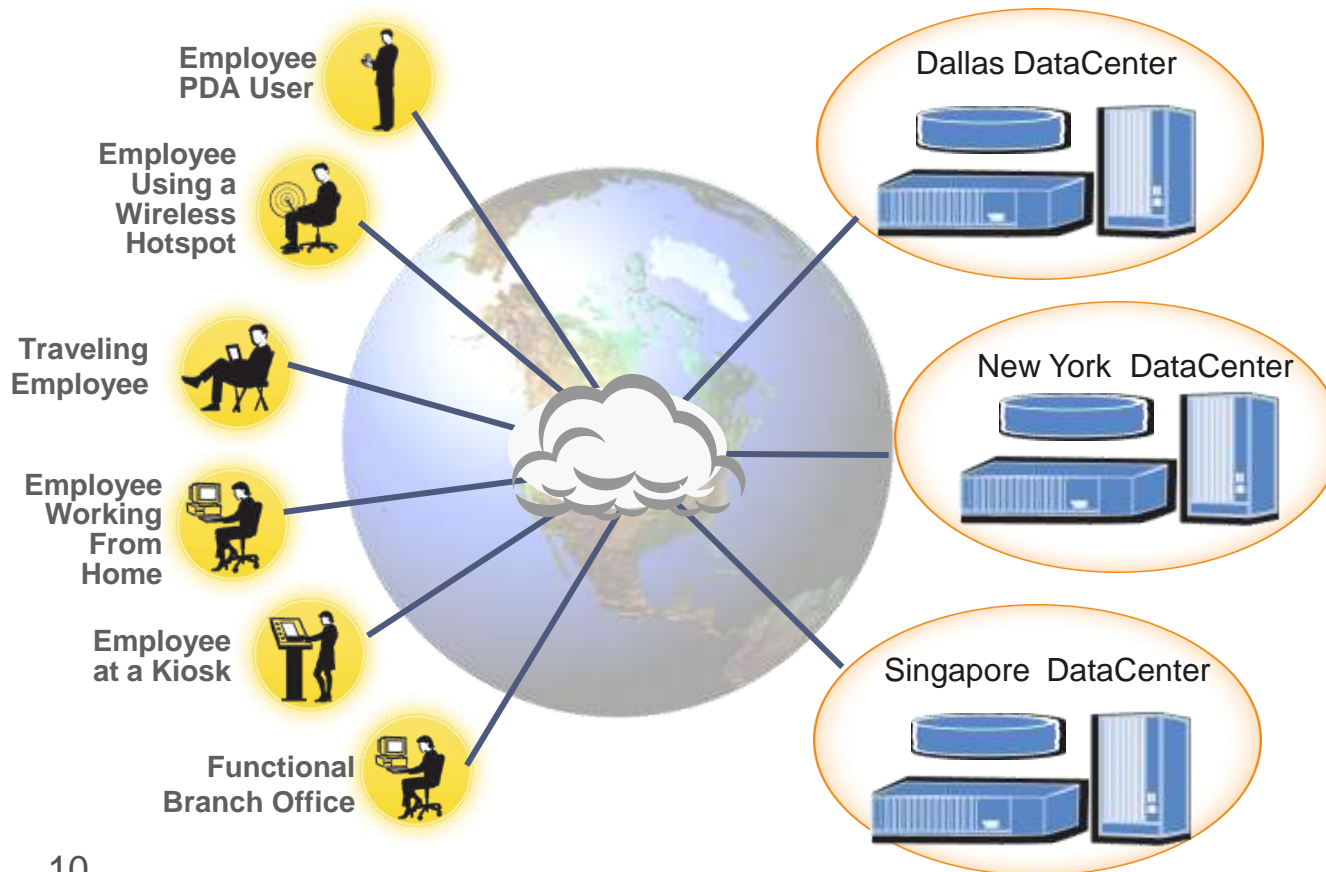 Employee
PDA User
Employee
Using a
Wireless
Hotspot
Traveling
Employee
Employee
Working
From
Home
Employee
at a Kiosk
Functional
Branch Office
Dallas DataCenter
New York  DataCenter
Singapore  DataCenter
10